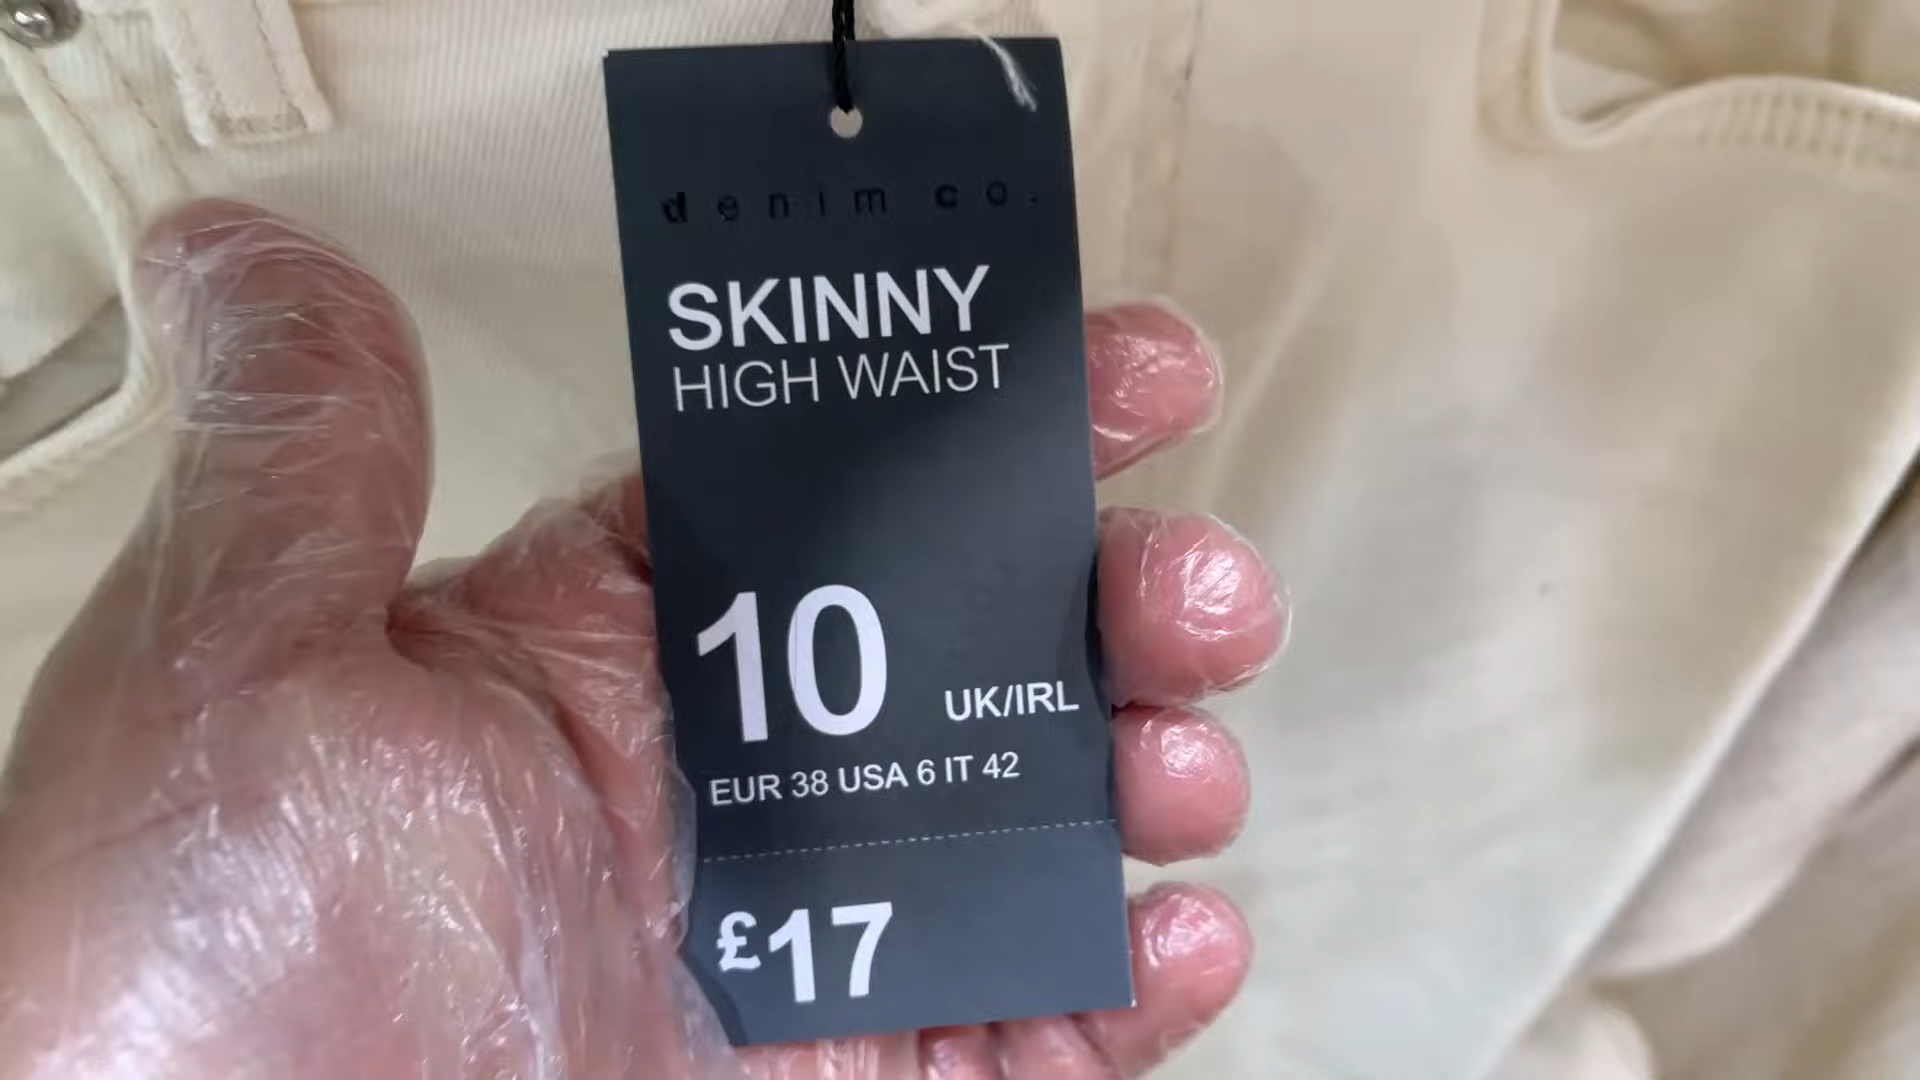 denim co.
SKINNY
HIGH WAIST
10 UK/IRL
EUR 38 USA 6 IT 42
£17